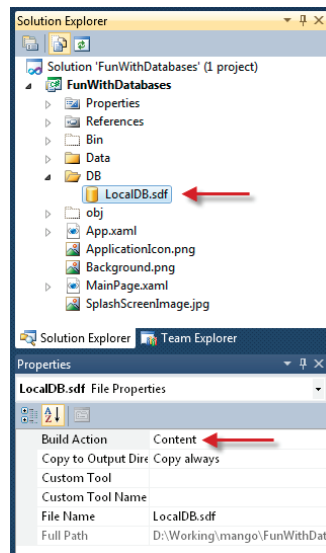 Solution Explorer
Solution 'FunWithDatabases' (1 project)
FunWithDatabases
Properties
References
Bin
Data
DB
LocalDB.sdf
obj
App.xaml
ApplicationIcon.png
Background.png
MainPage.xaml
SplashScreenImage.jpg
Solution Explorer Team Explorer
Properties
LocalDB.sdf File Properties
Build Action Content
Copy to Output Dire Copy always
Custom Tool
Custom Tool Name
File Name LocalDB.sdf
Full Path D:\Working\mango\FunWithDat